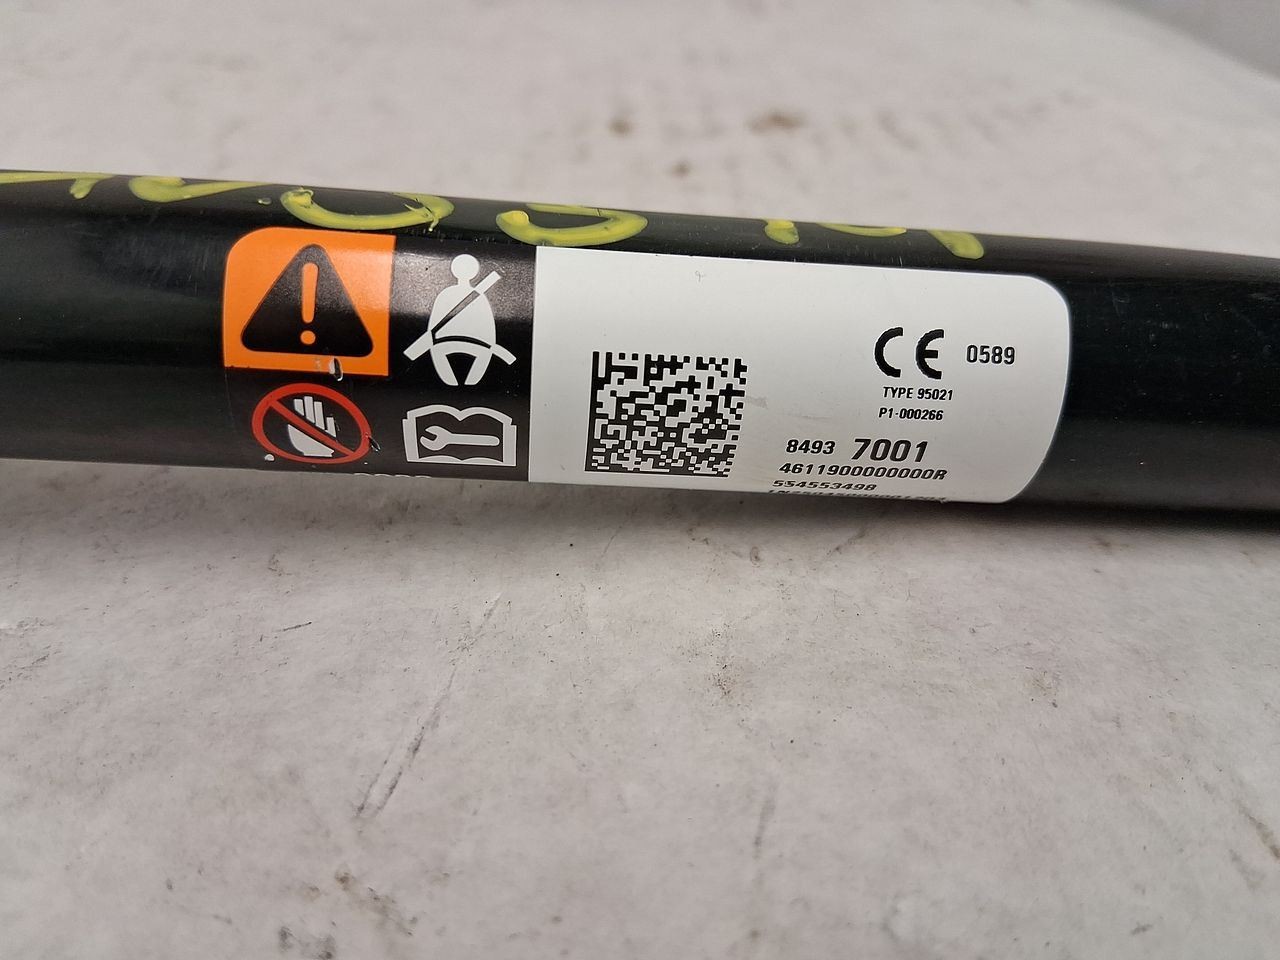 CE 0589
TYPE 95021
P1-000266
8493 7001
4611900000000R
554553498